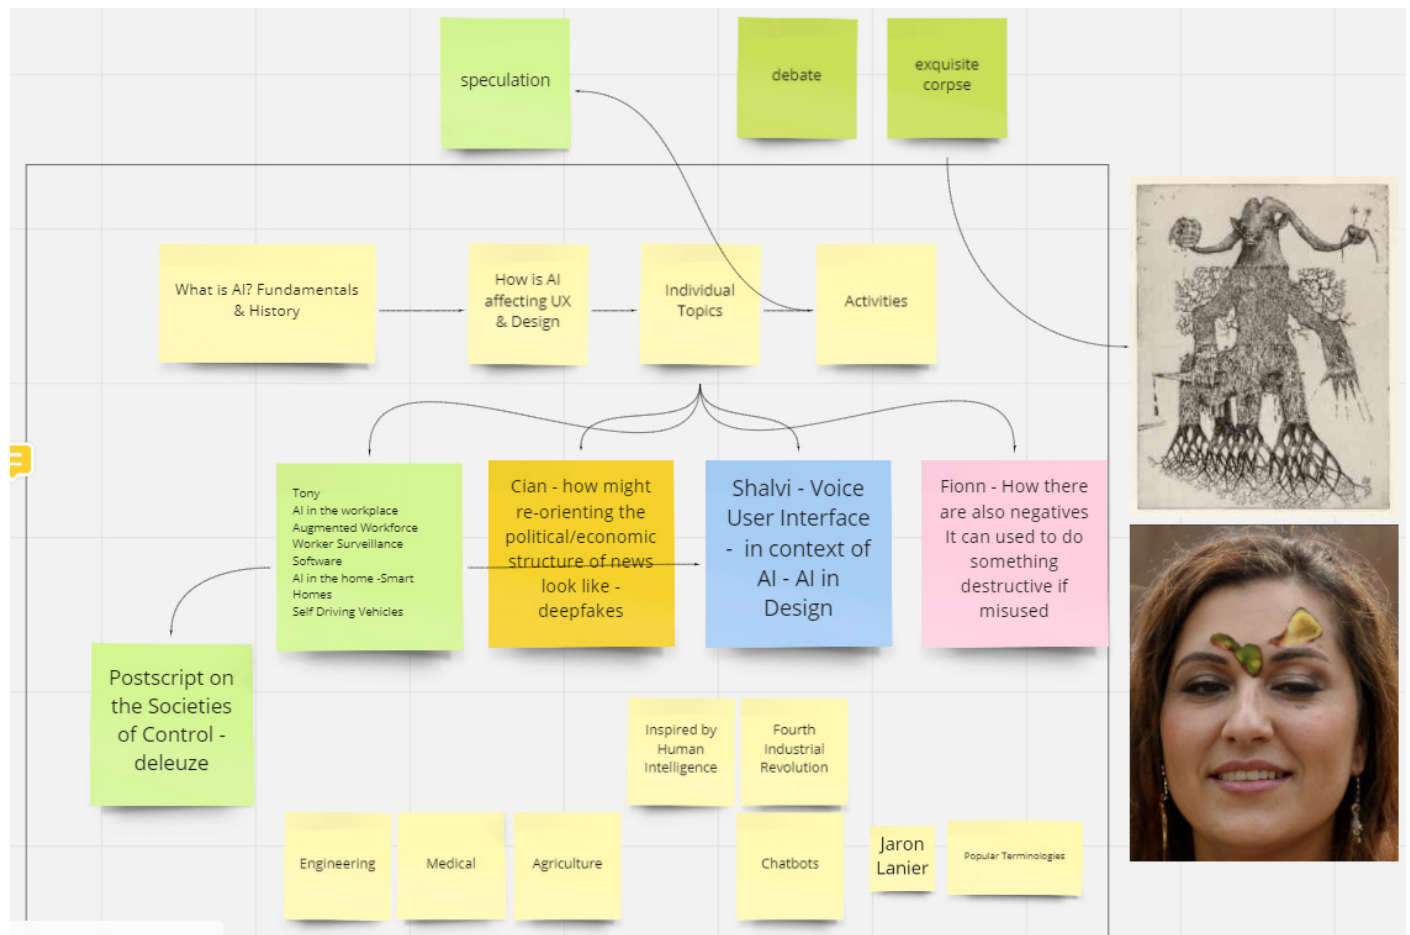 speculation
debate
exquisite
corpse
What is AI? Fundamentals
& History
How is AI
affecting UX
& Design
Individual
Topics
Activities
Tony
AI in the workplace
Augmented Workforce
Worker Surveillance
Software
AI in the home -Smart
Homes
Self Driving Vehicles
Cian - how might
re-orienting the
political/economic
structure of news
look like -
deepfakes
Shalvi - Voice
User Interface
- in context of
AI - AI in
Design
Fionn - How there
are also negatives
It can used to do
something
destructive if
misused
Postscript on
the Societies
of Control -
deleuze
Inspired by
Human
Intelligence
Fourth
Industrial
Revolution
Engineering
Medical
Agriculture
Chatbots
Jaron
Lanier
Popular Terminologies